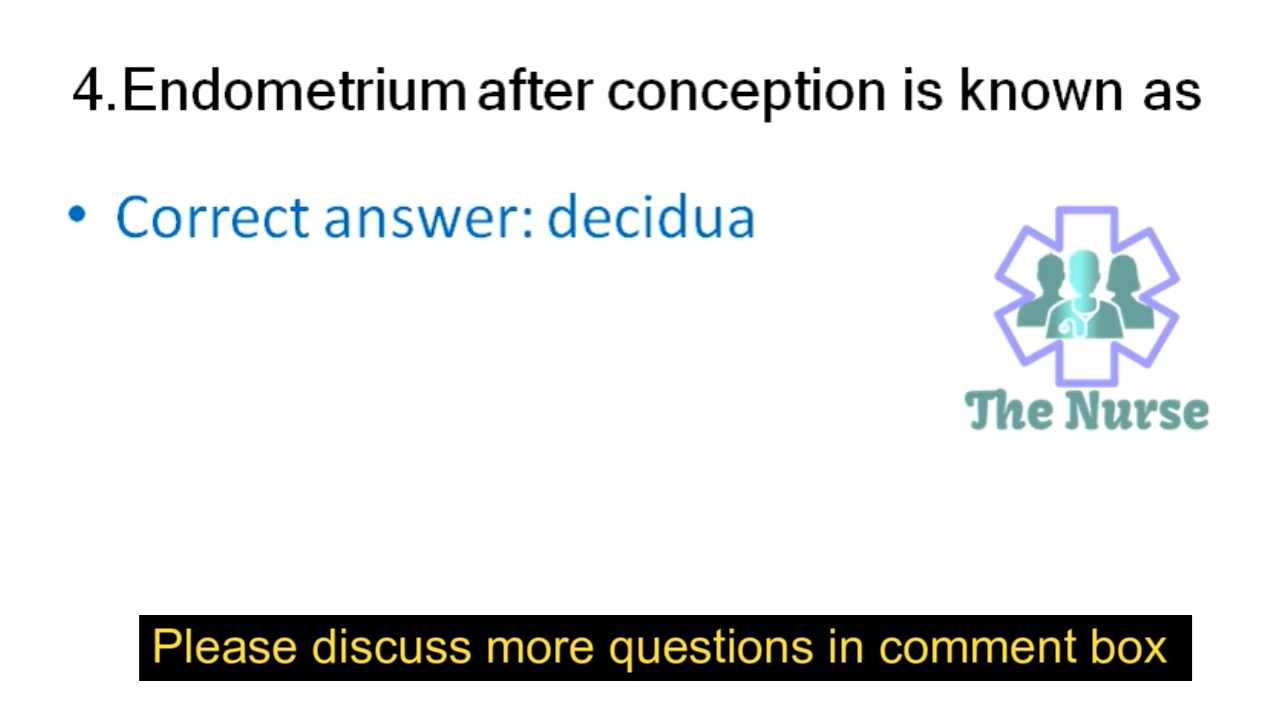 4.Endometrium after conception is known as
• Correct answer: decidua
The Nurse
Please discuss more questions in comment box